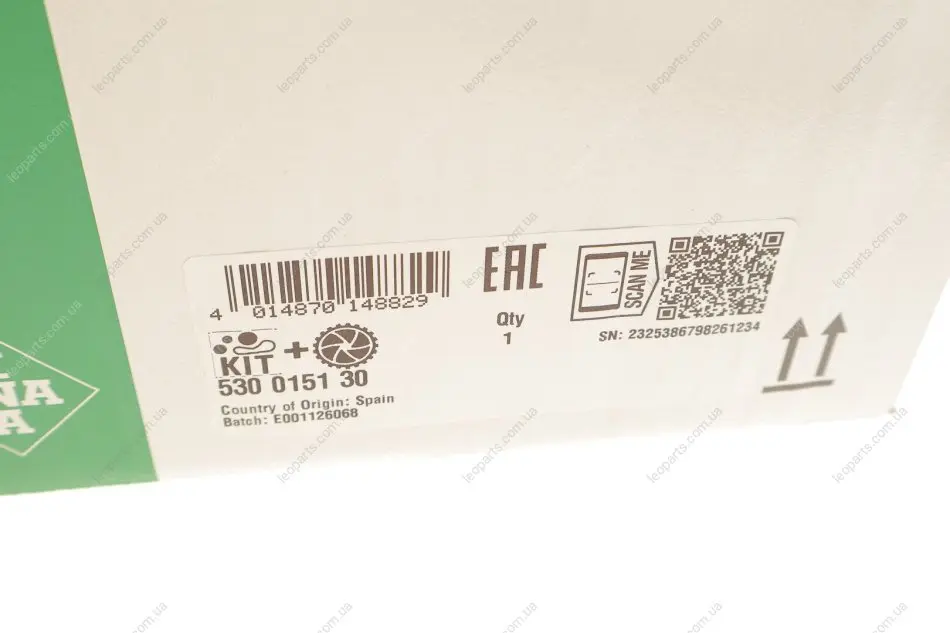 4 014870 148829
EAC
SCAN ME
SN: 2325386798261234
Qty
1
KIT +
530 0151 30
Country of Origin: Spain
Batch: E001126068
NA
A
leoparts.com.ua